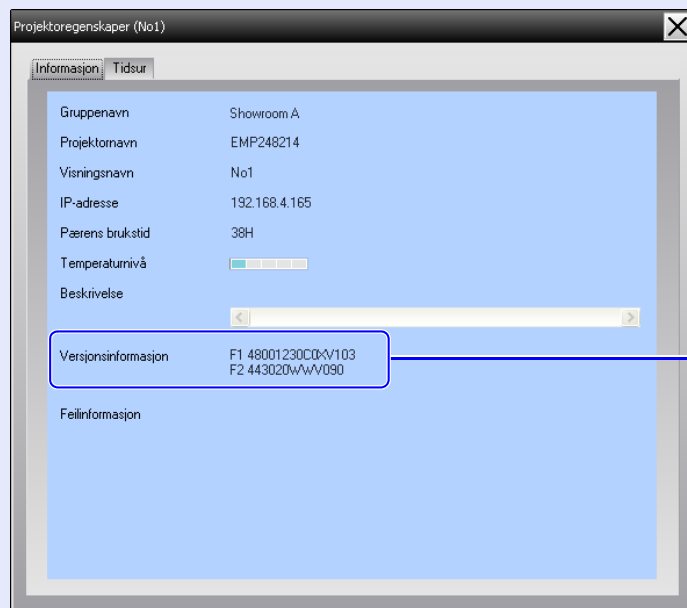 Projektoregenskaper (No1)
Informasjon Tidsur
Gruppenavn Showroom A
Projektornavn EMP248214
Visningsnavn No1
IP-adresse 192.168.4.165
Pærens brukstid 38H
Temperaturnivå
Beskrivelse
Versjonsinformasjon F1 48001230C0XV103
F2 443020WWV090
Feilinformasjon